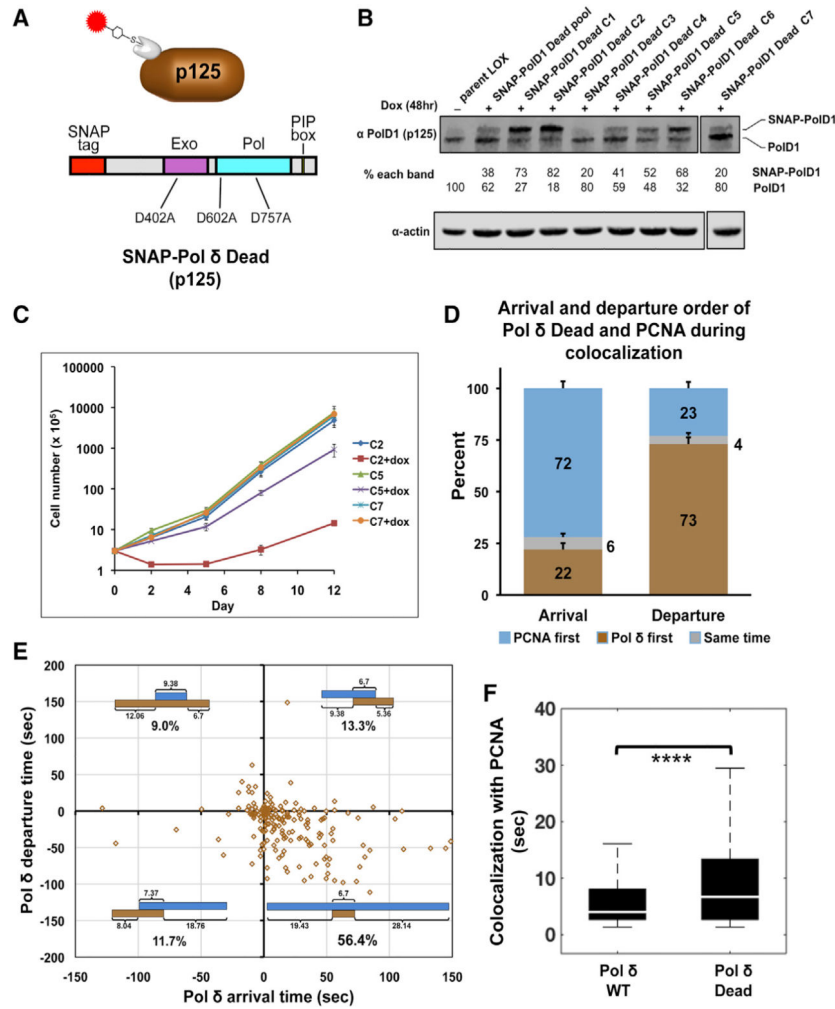 A
p125
SNAP
tag
Exo
Pol
PIP
box
D402A
D602A
D757A
SNAP-Pol δ Dead
(p125)
B
parent LOX
SNAP-PolD1 Dead pool
SNAP-PolD1 Dead C1
SNAP-PolD1 Dead C2
SNAP-PolD1 Dead C3
SNAP-PolD1 Dead C4
SNAP-PolD1 Dead C5
SNAP-PolD1 Dead C6
SNAP-PolD1 Dead C7
Dox (48hr) – + + + + + + + +
α PolD1 (p125)
SNAP-PolD1
PolD1
% each band
38 73 82 20 41 52 68 20 SNAP-PolD1
100 62 27 18 80 59 48 32 80 PolD1
α-actin
C
Cell number (x 10⁵)
100000
10000
1000
100
10
1
0 2 4 6 8 10 12
Day
C2
C2+dox
C5
C5+dox
C7
C7+dox
D
Arrival and departure order of
Pol δ Dead and PCNA during
colocalization
Percent
100
75
50
25
0
72
6
22
23
4
73
Arrival Departure
PCNA first Pol δ first Same time
E
Pol δ departure time (sec)
200
150
100
50
0
-50
-100
-150
-200
-150 -100 -50 0 50 100 150
Pol δ arrival time (sec)
9.38
12.06 6.7
9.0%
6.7
9.38 5.36
13.3%
7.37
8.04 18.76
11.7%
6.7
19.43 28.14
56.4%
F
Colocalization with PCNA
(sec)
40
30
20
10
0
****
Pol δ
WT
Pol δ
Dead